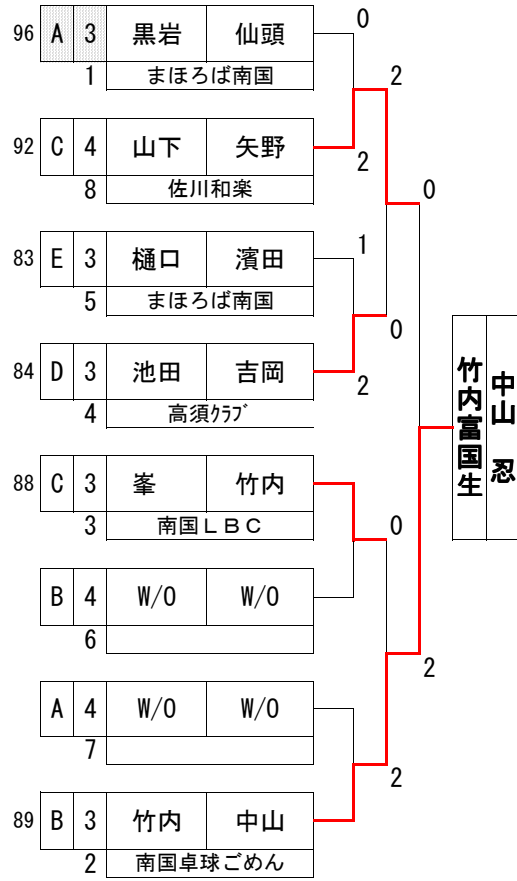 96 A 3 黒岩 仙頭 0
1 まほろば南国 2
92 C 4 山下 矢野 2
8 佐川和楽 0
83 E 3 樋口 濱田 1
5 まほろば南国 0
84 D 3 池田 吉岡 2
4 高須クラブ
88 C 3 峯 竹内
3 南国LBC 0
B 4 W/O W/O
6
2
A 4 W/O W/O
7
2
89 B 3 竹内 中山
2 南国卓球ごめん
中山 忍
竹内富国生